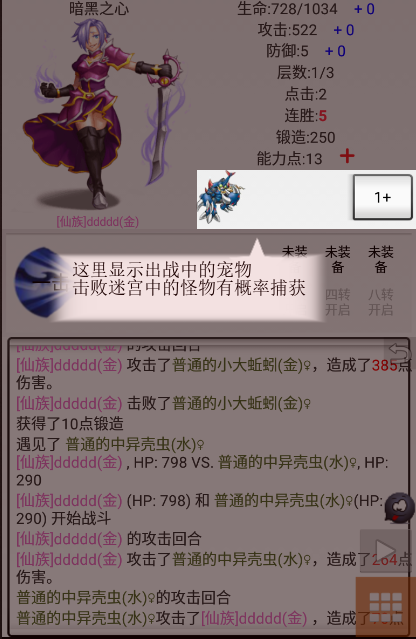 暗黑之心
生命:728/1034 + 0
攻击:522 + 0
防御:5 + 0
层数:1/3
点击:2
连胜:5
锻造:250
能力点:13 +
[仙族]ddddd(金)
1+
未装
未装备
未装备
这里显示出战中的宠物
击败迷宫中的怪物有概率捕获
四转开启
八转开启
的攻击回合
[仙族]ddddd(金) 攻击了普通的小大蚯蚓(金)♀，造成了385点
伤害。
[仙族]ddddd(金) 击败了普通的小大蚯蚓(金)♀
获得了10点锻造
遇见了 普通的中异壳虫(水)♀
[仙族]ddddd(金) , HP: 798 VS. 普通的中异壳虫(水)♀, HP:
290
[仙族]ddddd(金) (HP: 798) 和 普通的中异壳虫(水)♀(HP:
290) 开始战斗
[仙族]ddddd(金) 的攻击回合
[仙族]ddddd(金) 攻击了普通的中异壳虫(水)♀，造成了264点
伤害。
普通的中异壳虫(水)♀的攻击回合
普通的中异壳虫(水)♀攻击了[仙族]ddddd(金) ，造成了